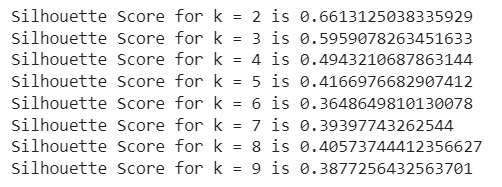 Silhouette Score for k = 2 is 0.6613125038335929
Silhouette Score for k = 3 is 0.5959078263451633
Silhouette Score for k = 4 is 0.4943210687863144
Silhouette Score for k = 5 is 0.4166976682907412
Silhouette Score for k = 6 is 0.3648649810130078
Silhouette Score for k = 7 is 0.39397743262544
Silhouette Score for k = 8 is 0.40573744412356627
Silhouette Score for k = 9 is 0.3877256432563701